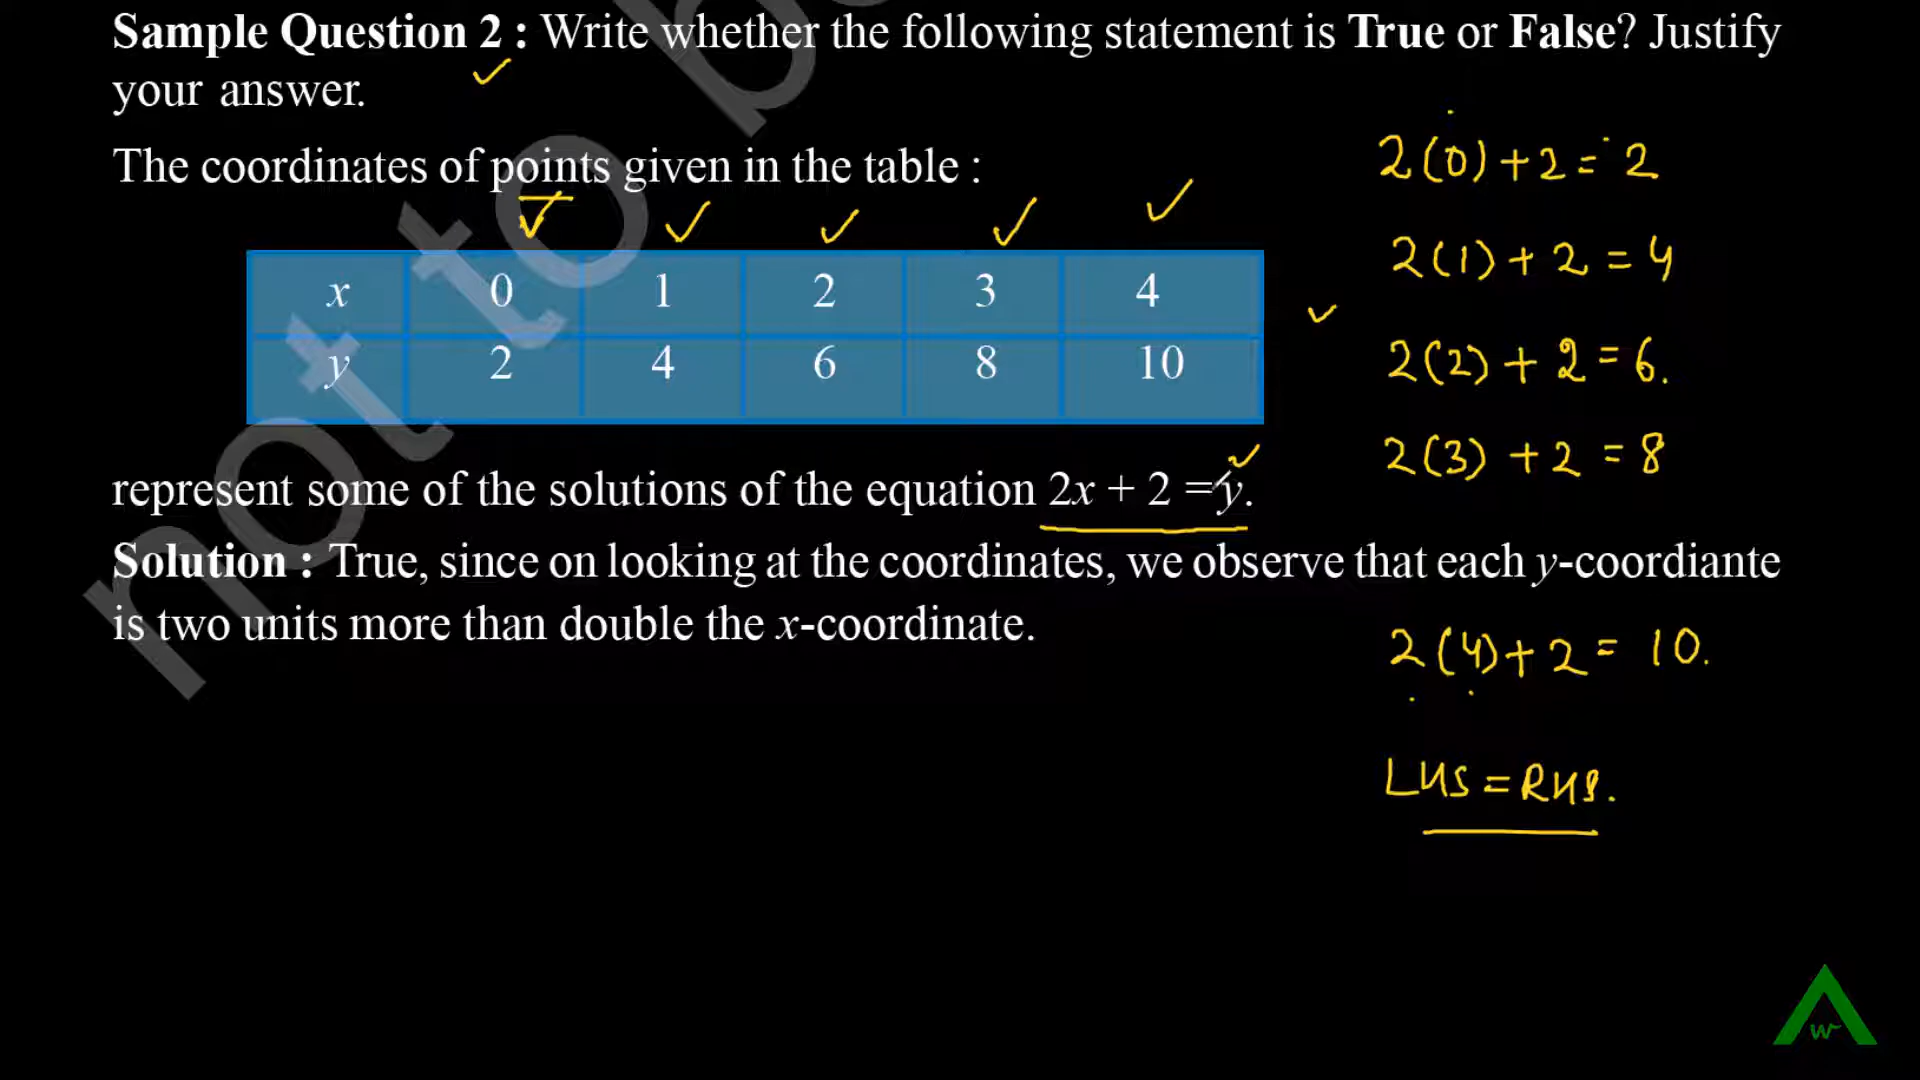 Sample Question 2 : Write whether the following statement is True or False? Justify
your answer.
The coordinates of points given in the table :
x 0 1 2 3 4
y 2 4 6 8 10
represent some of the solutions of the equation 2x + 2 = y.
Solution : True, since on looking at the coordinates, we observe that each y-coordiante
is two units more than double the x-coordinate.
2(0)+2=2
2(1)+2=4
2(2)+2=6.
2(3)+2=8
2(4)+2=10.
LHS=RHS.
not to be
W